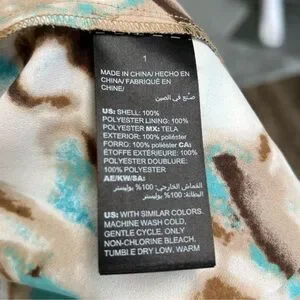 1
MADE IN CHINA/ HECHO EN
CHINA/ FABRIQUÉ EN
CHINE/
صنع في الصين
US: SHELL: 100%
POLYESTER LINING: 100%
POLYESTER MX: TELA
EXTERIOR: 100% poliéster
FORRO: 100% poliéster CA:
ÉTOFFE EXTÉRIEURE: 100%
POLYESTER DOUBLURE:
100% POLYESTER
AE/KW/SA:
القماش الخارجي: 100% بوليستر
البطانة: 100% بوليستر
US: WITH SIMILAR COLORS.
MACHINE WASH COLD,
GENTLE CYCLE. ONLY
NON-CHLORINE BLEACH,
TUMBLE DRY LOW. WARM